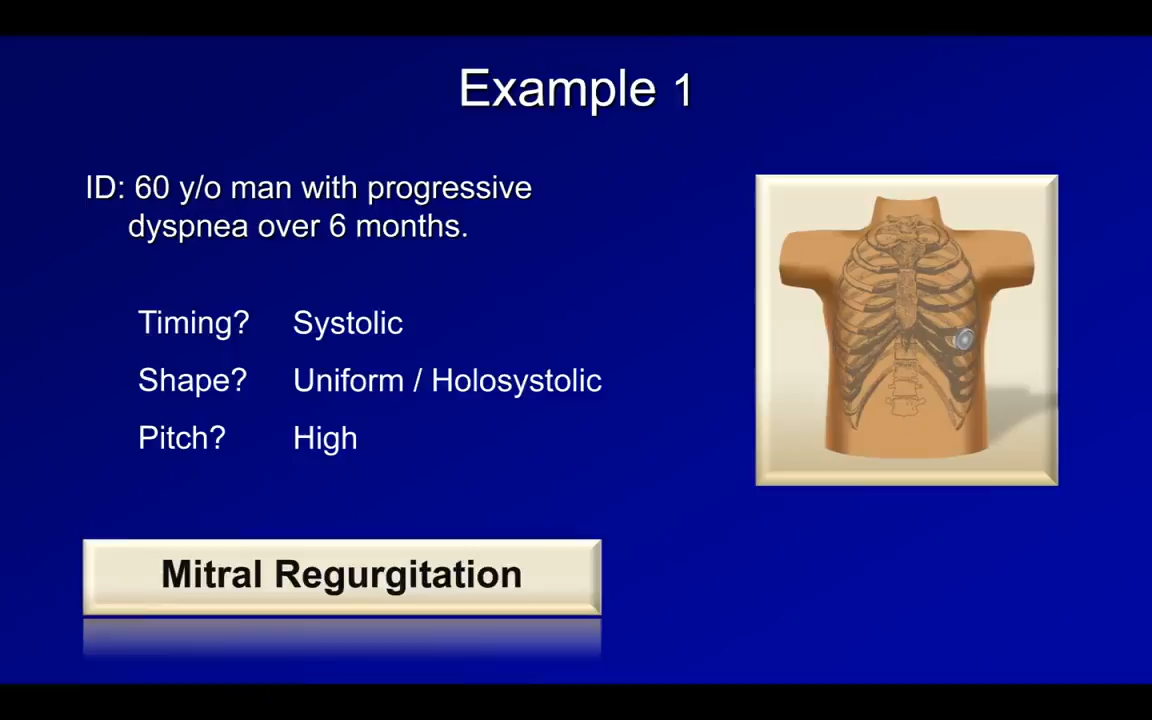 Example 1
ID: 60 y/o man with progressive
dyspnea over 6 months.
Timing? Systolic
Shape? Uniform / Holosystolic
Pitch? High
Mitral Regurgitation